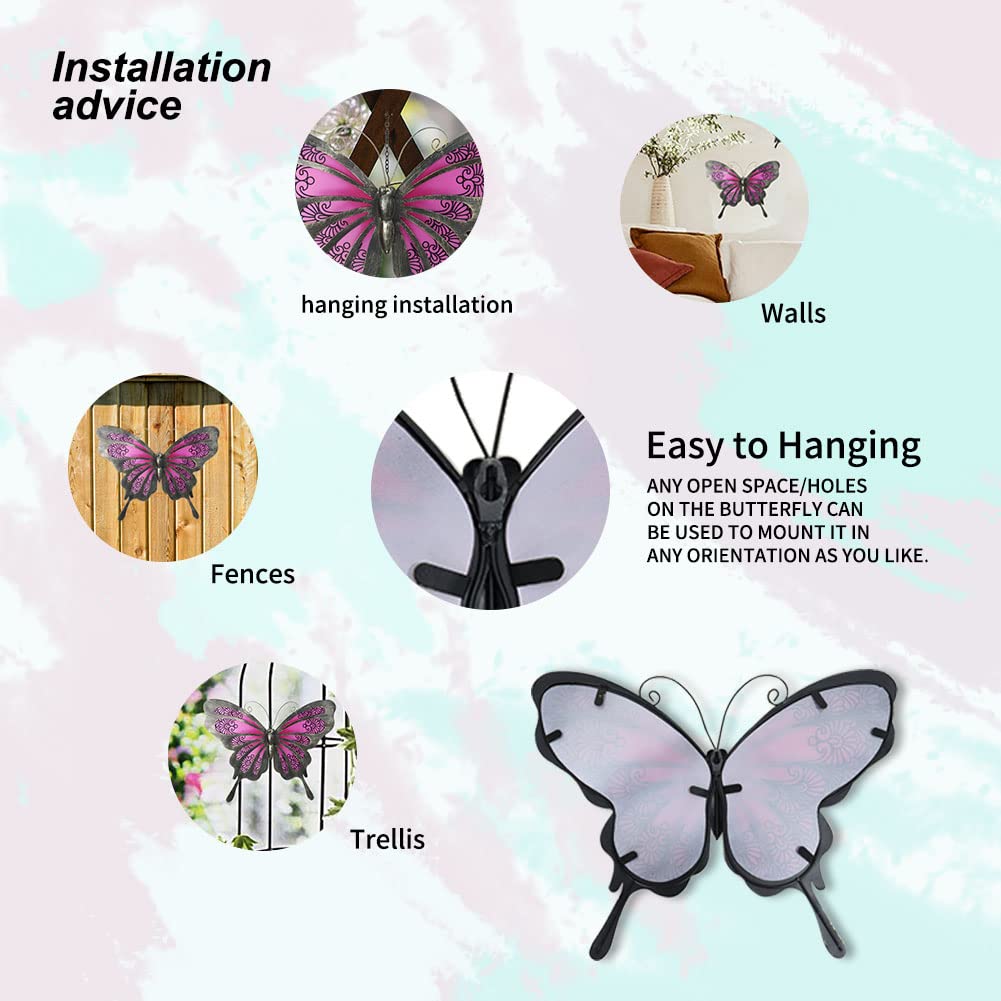 Installation
advice
hanging installation
Walls
Fences
Easy to Hanging
ANY OPEN SPACE/HOLES
ON THE BUTTERFLY CAN
BE USED TO MOUNT IT IN
ANY ORIENTATION AS YOU LIKE.
Trellis